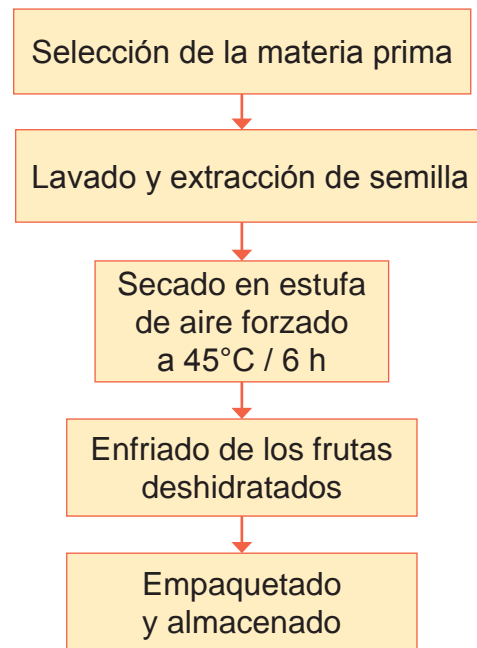 Selección de la materia prima
Lavado y extracción de semilla
Secado en estufa
de aire forzado
a 45°C / 6 h
Enfriado de los frutas
deshidratados
Empaquetado
y almacenado